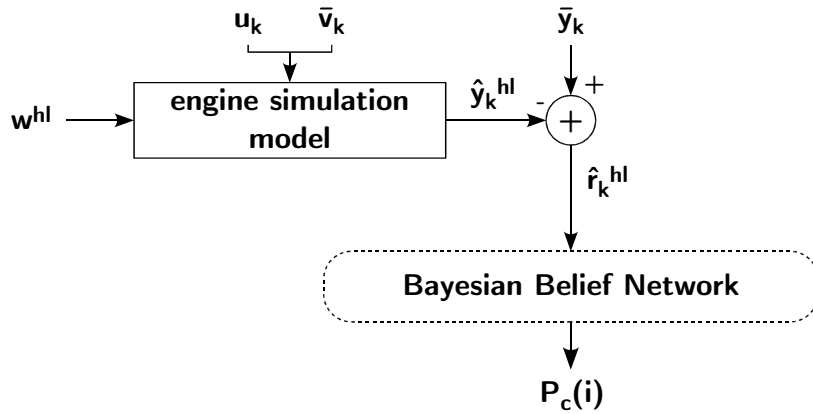 u_k v̄_k ȳ_k
engine simulation
model
w^hl
ŷ_k^hl
- +
+
r̂_k^hl
Bayesian Belief Network
P_c(i)